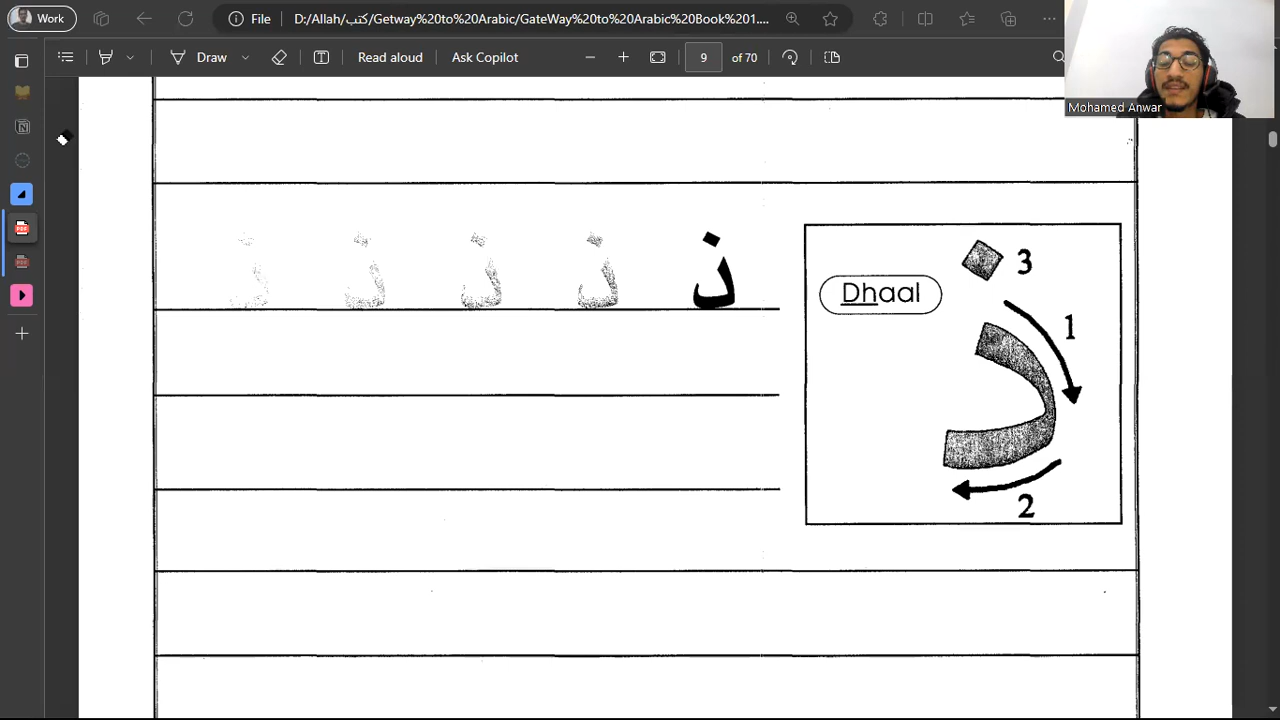 Work
File D:/Allah/كتب/Getway%20to%20Arabic/GateWay%20to%20Arabic%20Book%201....
Draw
Read aloud
Ask Copilot
9 of 70
Mohamed Anwar
ذ ذ ذ ذ ذ
Dhaal
3
1
2